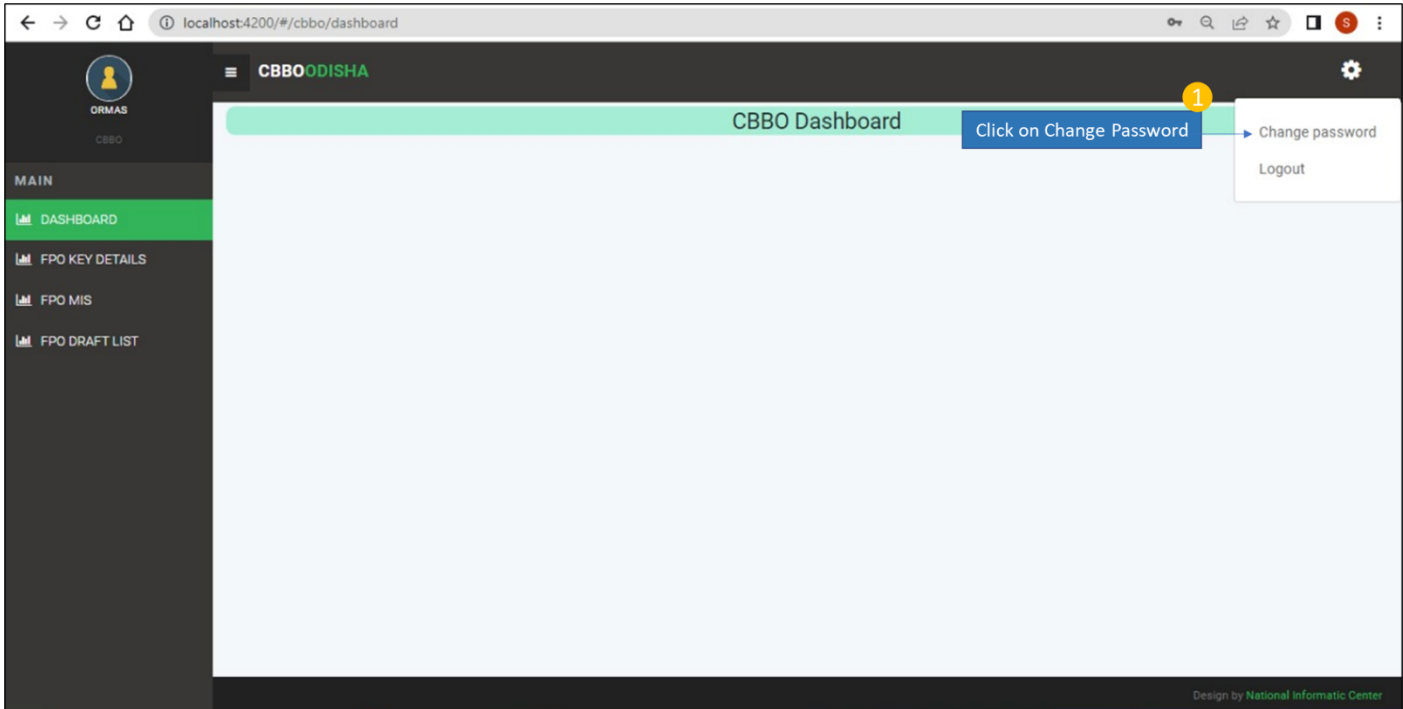 localhost:4200/#/cbbo/dashboard
S
ORMAS
CBBO
CBBOODISHA
1
CBBO Dashboard
Click on Change Password
Change password
Logout
MAIN
DASHBOARD
FPO KEY DETAILS
FPO MIS
FPO DRAFT LIST
Design by National Informatic Center